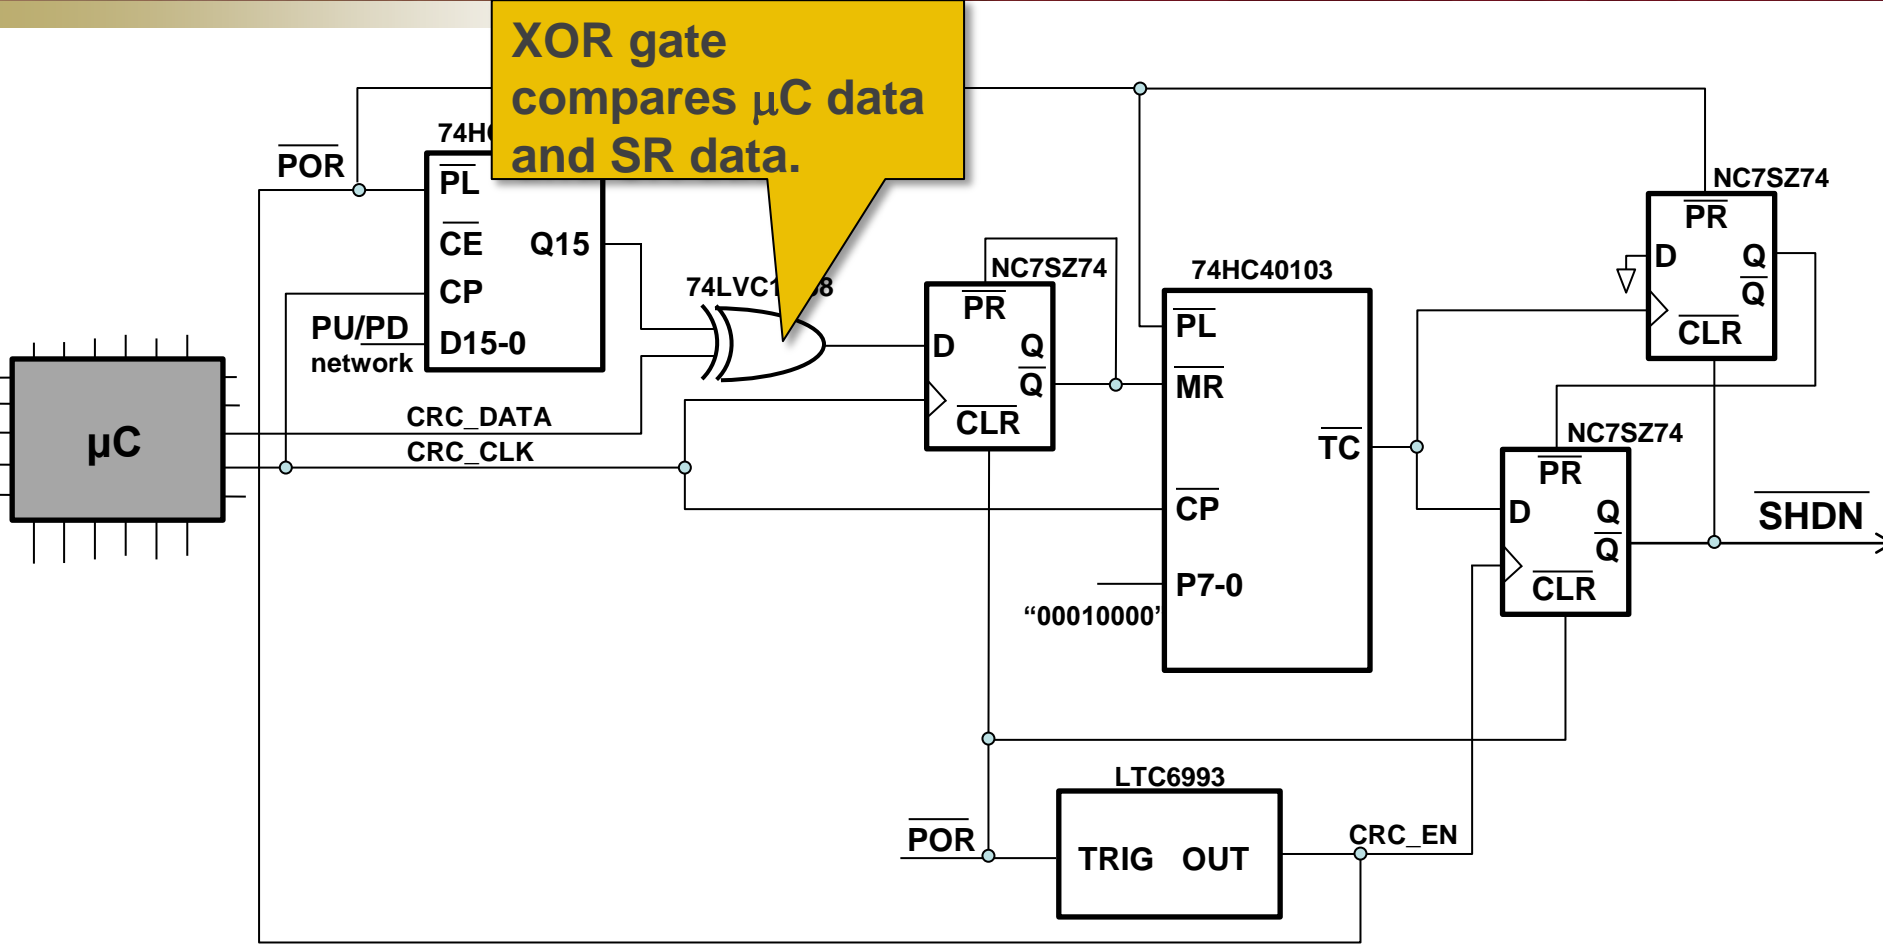 XOR gate
compares μC data
and SR data.
POR
PL
CE
CP
D15-0
Q15
PU/PD
network
μC
CRC_DATA
CRC_CLK
NC7SZ74
PR
D
Q
Q
CLR
74HC40103
PL
MR
CP
P7-0
TC
"00010000"
NC7SZ74
PR
D
Q
Q
CLR
NC7SZ74
PR
D
Q
Q
CLR
SHDN
LTC6993
TRIG OUT
POR
CRC_EN